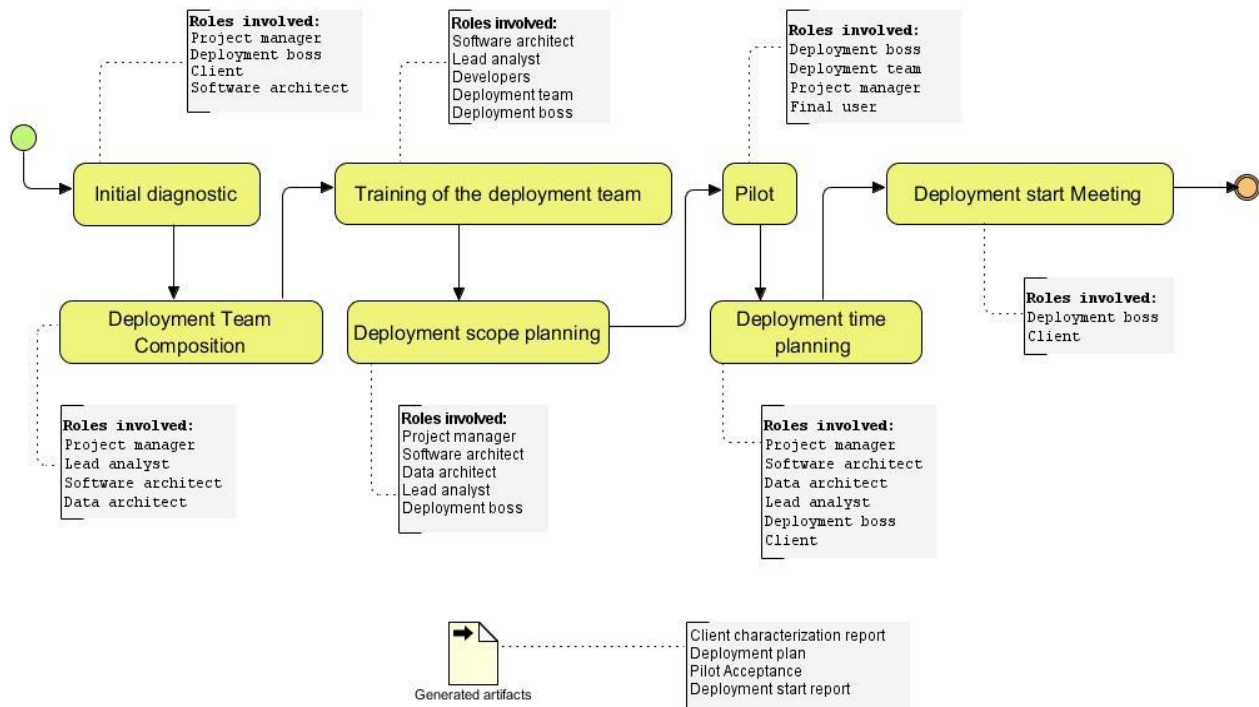 Roles involved:
Project manager
Deployment boss
Client
Software architect
Roles involved:
Software architect
Lead analyst
Developers
Deployment team
Deployment boss
Roles involved:
Deployment boss
Deployment team
Project manager
Final user
Initial diagnostic
Training of the deployment team
Pilot
Deployment start Meeting
Deployment Team
Composition
Deployment scope planning
Deployment time
planning
Roles involved:
Deployment boss
Client
Roles involved:
Project manager
Lead analyst
Software architect
Data architect
Roles involved:
Project manager
Software architect
Data architect
Lead analyst
Deployment boss
Roles involved:
Project manager
Software architect
Data architect
Lead analyst
Deployment boss
Client
Generated artifacts
Client characterization report
Deployment plan
Pilot Acceptance
Deployment start report